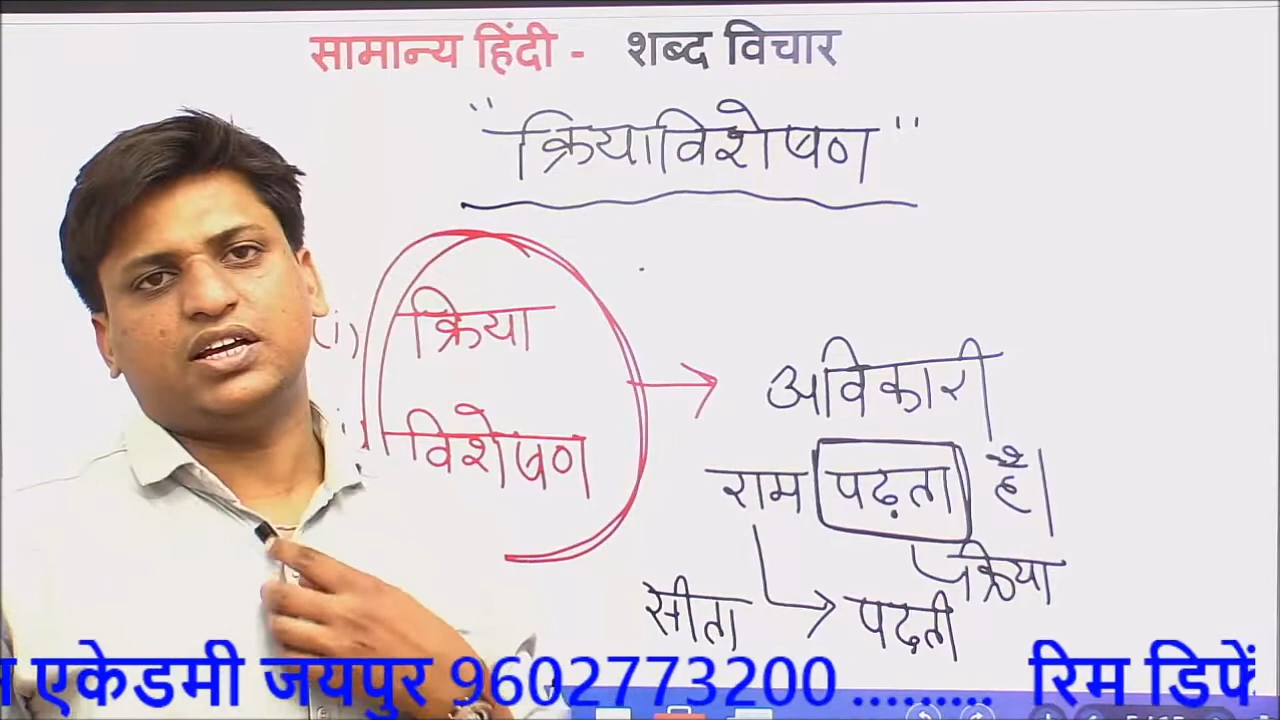 सामान्य हिंदी - शब्द विचार
"क्रियाविशेषण"
(i) क्रिया
विशेषण
अविकारी
राम पढ़ता है।
क्रिया
सीता पढ़ती
एकेडमी जयपुर 9602773200 ......... रिम डिफें